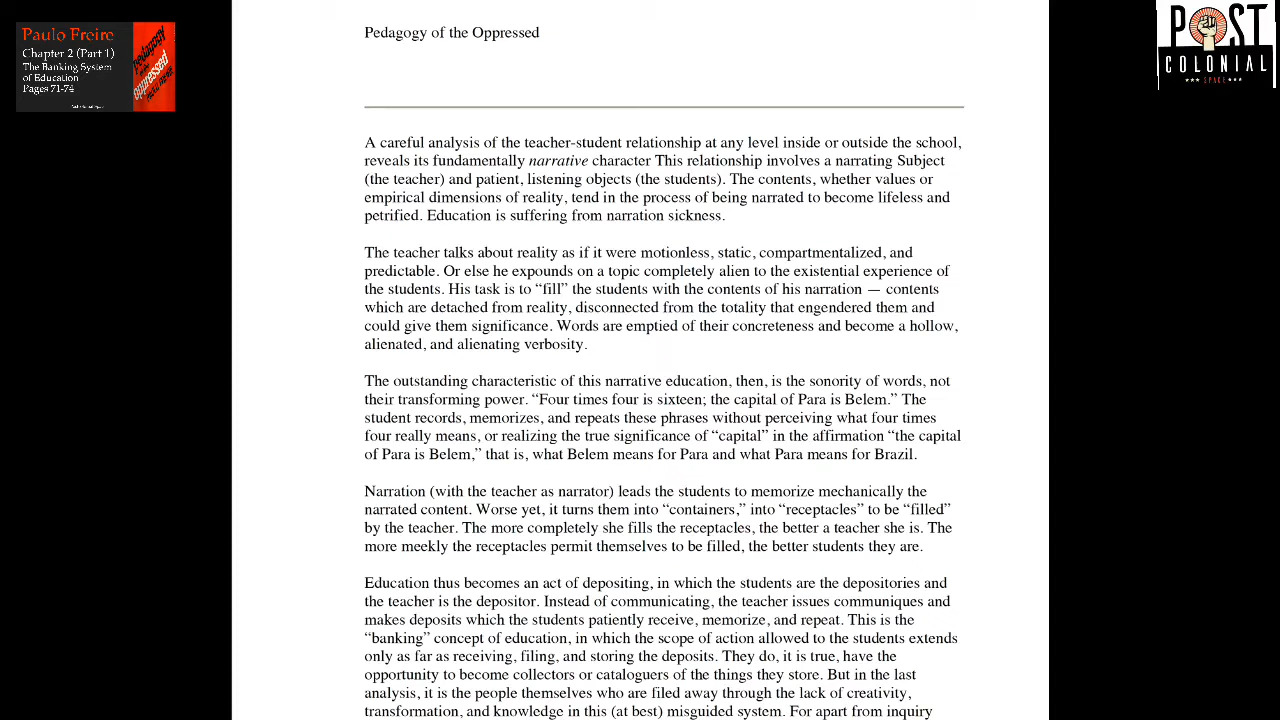 Paulo Freire
Chapter 2 (Part 1)
The Banking System
of Education
Pages 71-74
pedagogy
oppressed
POST
COLONIAL
SPACE
Pedagogy of the Oppressed
A careful analysis of the teacher-student relationship at any level inside or outside the school,
reveals its fundamentally narrative character This relationship involves a narrating Subject
(the teacher) and patient, listening objects (the students). The contents, whether values or
empirical dimensions of reality, tend in the process of being narrated to become lifeless and
petrified. Education is suffering from narration sickness.
The teacher talks about reality as if it were motionless, static, compartmentalized, and
predictable. Or else he expounds on a topic completely alien to the existential experience of
the students. His task is to “fill” the students with the contents of his narration — contents
which are detached from reality, disconnected from the totality that engendered them and
could give them significance. Words are emptied of their concreteness and become a hollow,
alienated, and alienating verbosity.
The outstanding characteristic of this narrative education, then, is the sonority of words, not
their transforming power. “Four times four is sixteen; the capital of Para is Belem.” The
student records, memorizes, and repeats these phrases without perceiving what four times
four really means, or realizing the true significance of “capital” in the affirmation “the capital
of Para is Belem,” that is, what Belem means for Para and what Para means for Brazil.
Narration (with the teacher as narrator) leads the students to memorize mechanically the
narrated content. Worse yet, it turns them into “containers,” into “receptacles” to be “filled”
by the teacher. The more completely she fills the receptacles, the better a teacher she is. The
more meekly the receptacles permit themselves to be filled, the better students they are.
Education thus becomes an act of depositing, in which the students are the depositories and
the teacher is the depositor. Instead of communicating, the teacher issues communiques and
makes deposits which the students patiently receive, memorize, and repeat. This is the
“banking” concept of education, in which the scope of action allowed to the students extends
only as far as receiving, filing, and storing the deposits. They do, it is true, have the
opportunity to become collectors or cataloguers of the things they store. But in the last
analysis, it is the people themselves who are filed away through the lack of creativity,
transformation, and knowledge in this (at best) misguided system. For apart from inquiry